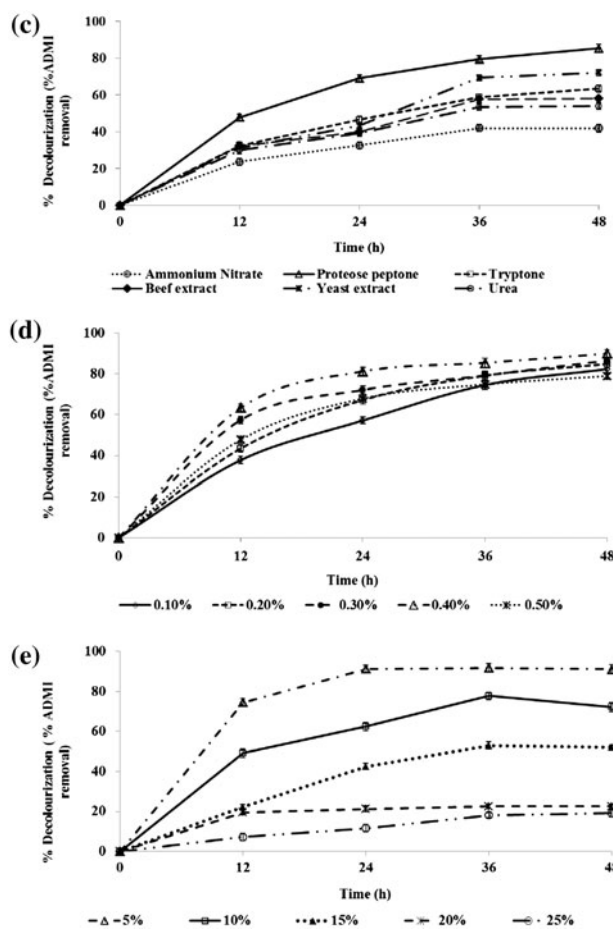 (c)
% Decolourization (%ADMI
removal)
100
80
60
40
20
0
0 12 24 36 48
Time (h)
Ammonium Nitrate Proteose peptone Tryptone
Beef extract Yeast extract Urea
(d)
% Decolourization (%ADMI
removal)
100
80
60
40
20
0
0 12 24 36 48
Time (h)
0.10% 0.20% 0.30% 0.40% 0.50%
(e)
% Decolourization ( % ADMI
removal)
100
80
60
40
20
0
0 12 24 36 48
Time (h)
5% 10% 15% 20% 25%